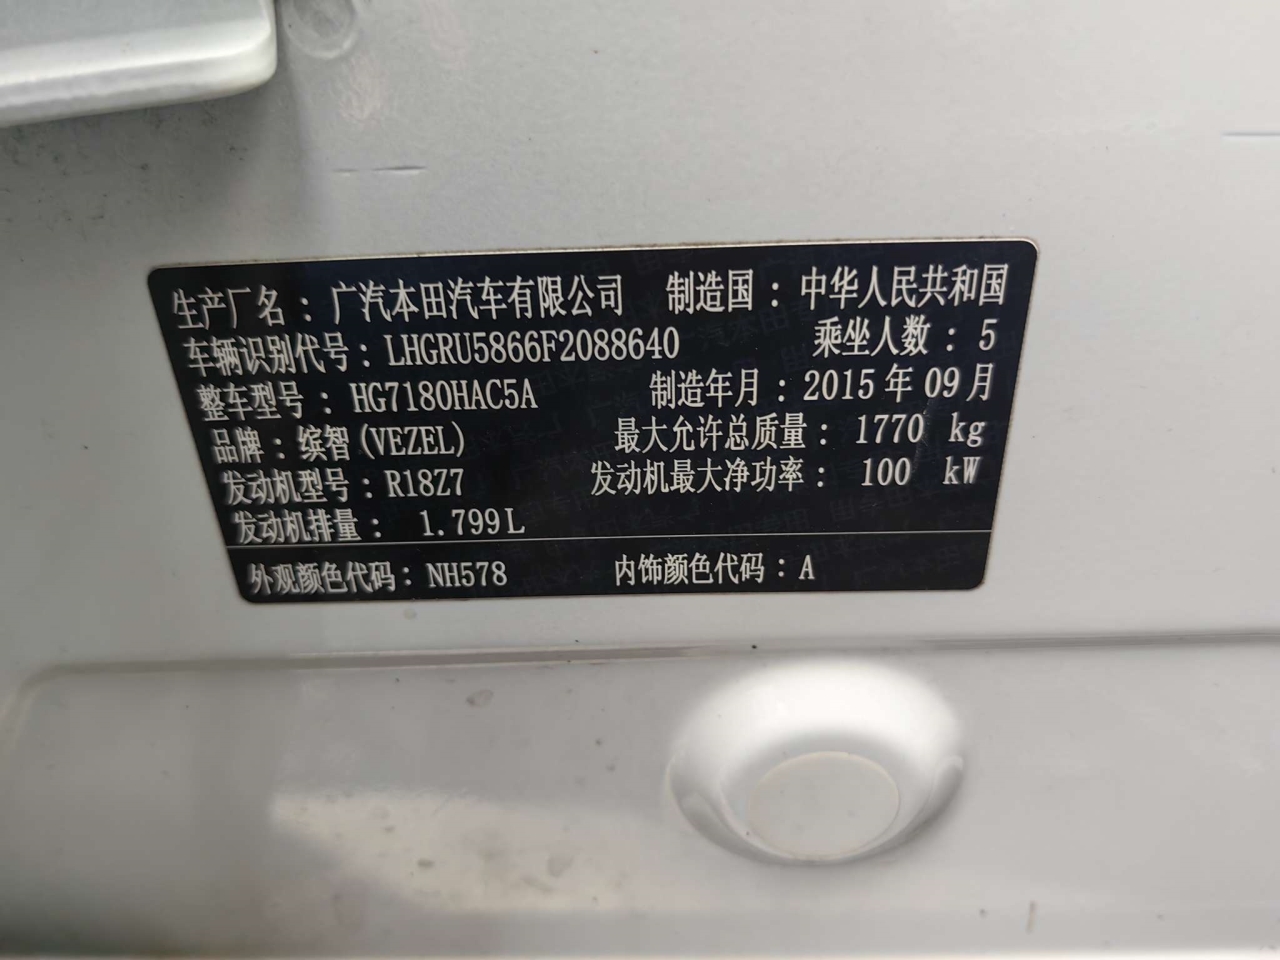 生产厂名：广汽本田汽车有限公司 制造国：中华人民共和国
车辆识别代号：LHGRU5866F2088640 乘坐人数：5
整车型号：HG7180HAC5A 制造年月：2015年09月
品牌：缤智(VEZEL) 最大允许总质量：1770 kg
发动机型号：R18Z7 发动机最大净功率：100 kW
发动机排量：1.799L
外观颜色代码：NH578 内饰颜色代码：A